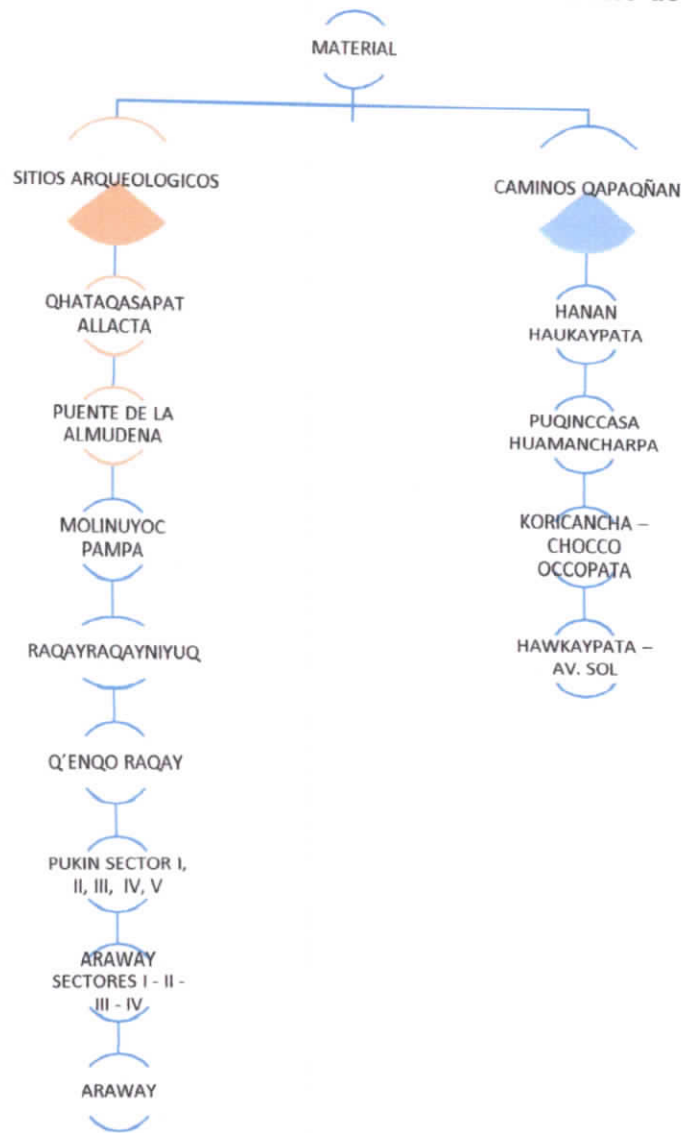 MATERIAL
SITIOS ARQUEOLOGICOS
QHATAQASAPAT
ALLACTA
PUENTE DE LA
ALMUDENA
MOLINUYOC
PAMPA
RAQAYRAQAYNIYUQ
Q'ENQO RAQAY
PUKIN SECTOR I,
II, III, IV, V
ARAWAY
SECTORES I - II -
III - IV
ARAWAY
CAMINOS QAPAQÑAN
HANAN
HAUKAYPATA
PUQINCCASA
HUAMANCHARPA
KORICANCHA –
CHOCCO
OCCOPATA
HAWKAYPATA –
AV. SOL